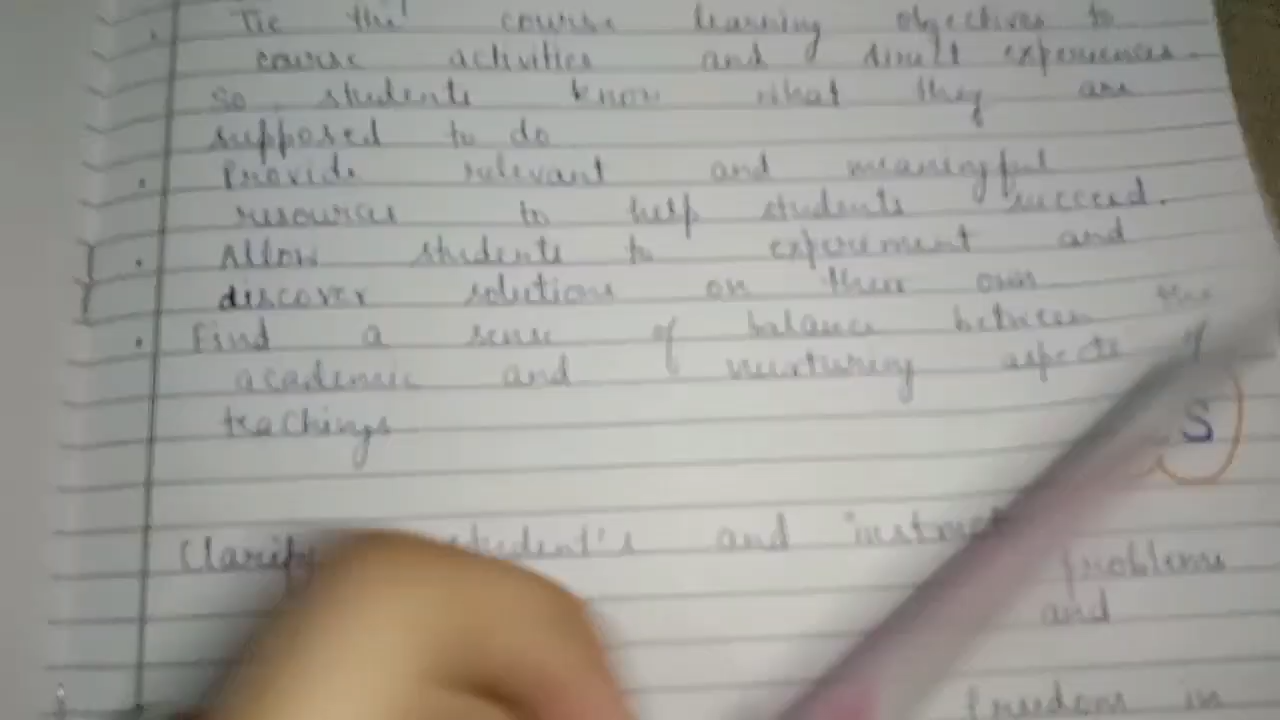 Tie the course learning objectives to
course activities and experiences
so students know what they are
supposed to do
Provide relevant and meaningful
resources to help students succeed.
Allow students to experiment and
discover solutions on their own
Find a sense of balance between the
academic and nurturing aspects of
teachings
S
Clarify student's and
problems
and
freedom in